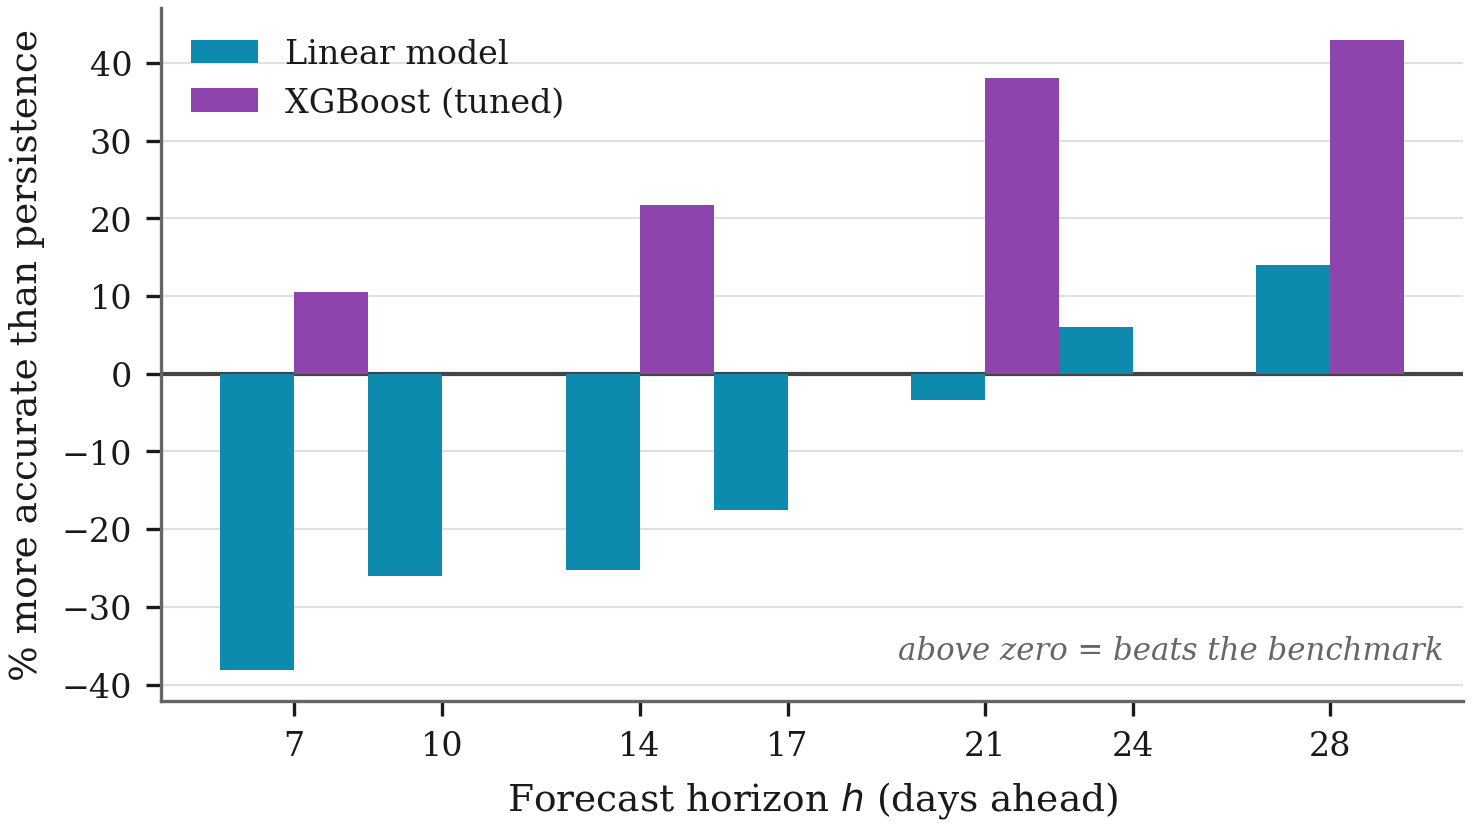 % more accurate than persistence
40
30
20
10
0
−10
−20
−30
−40
Linear model
XGBoost (tuned)
above zero = beats the benchmark
7 10 14 17 21 24 28
Forecast horizon h (days ahead)